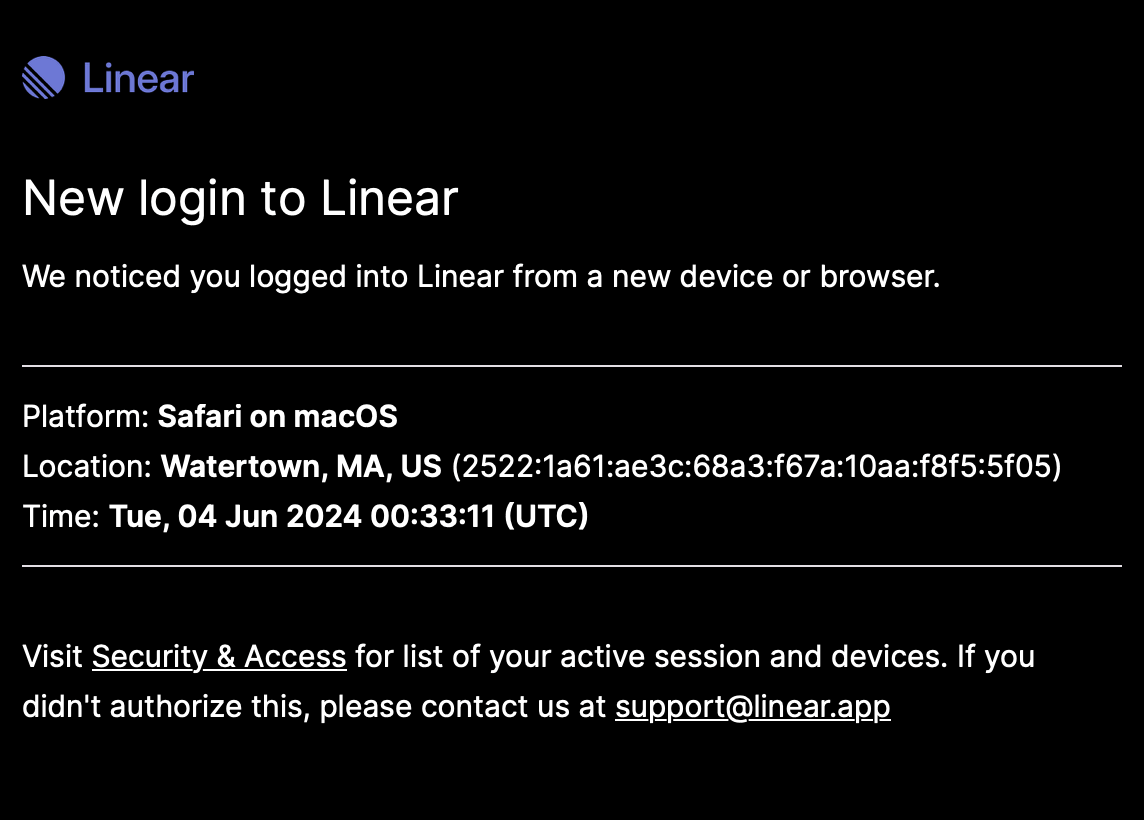 Linear
New login to Linear
We noticed you logged into Linear from a new device or browser.
Platform: Safari on macOS
Location: Watertown, MA, US (2522:1a61:ae3c:68a3:f67a:10aa:f8f5:5f05)
Time: Tue, 04 Jun 2024 00:33:11 (UTC)
Visit Security & Access for list of your active session and devices. If you
didn't authorize this, please contact us at support@linear.app